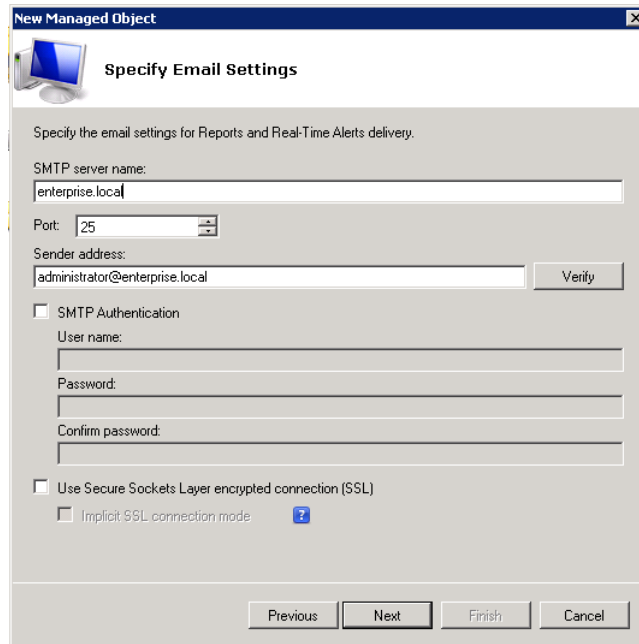 New Managed Object
Specify Email Settings
Specify the email settings for Reports and Real-Time Alerts delivery.
SMTP server name:
enterprise.local
Port: 25
Sender address:
administrator@enterprise.local Verify
SMTP Authentication
User name:
Password:
Confirm password:
Use Secure Sockets Layer encrypted connection (SSL)
Implicit SSL connection mode ?
Previous Next Finish Cancel